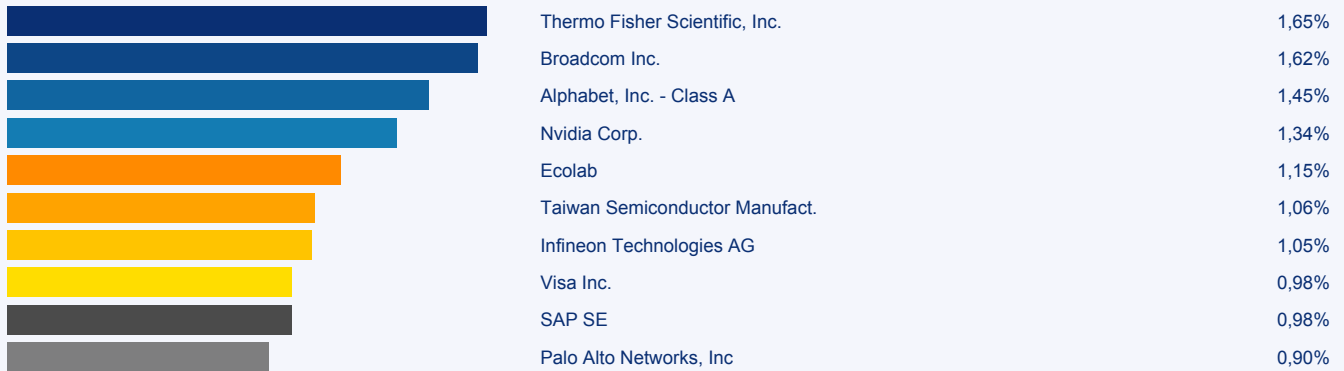 Thermo Fisher Scientific, Inc. 1,65%
Broadcom Inc. 1,62%
Alphabet, Inc. - Class A 1,45%
Nvidia Corp. 1,34%
Ecolab 1,15%
Taiwan Semiconductor Manufact. 1,06%
Infineon Technologies AG 1,05%
Visa Inc. 0,98%
SAP SE 0,98%
Palo Alto Networks, Inc 0,90%